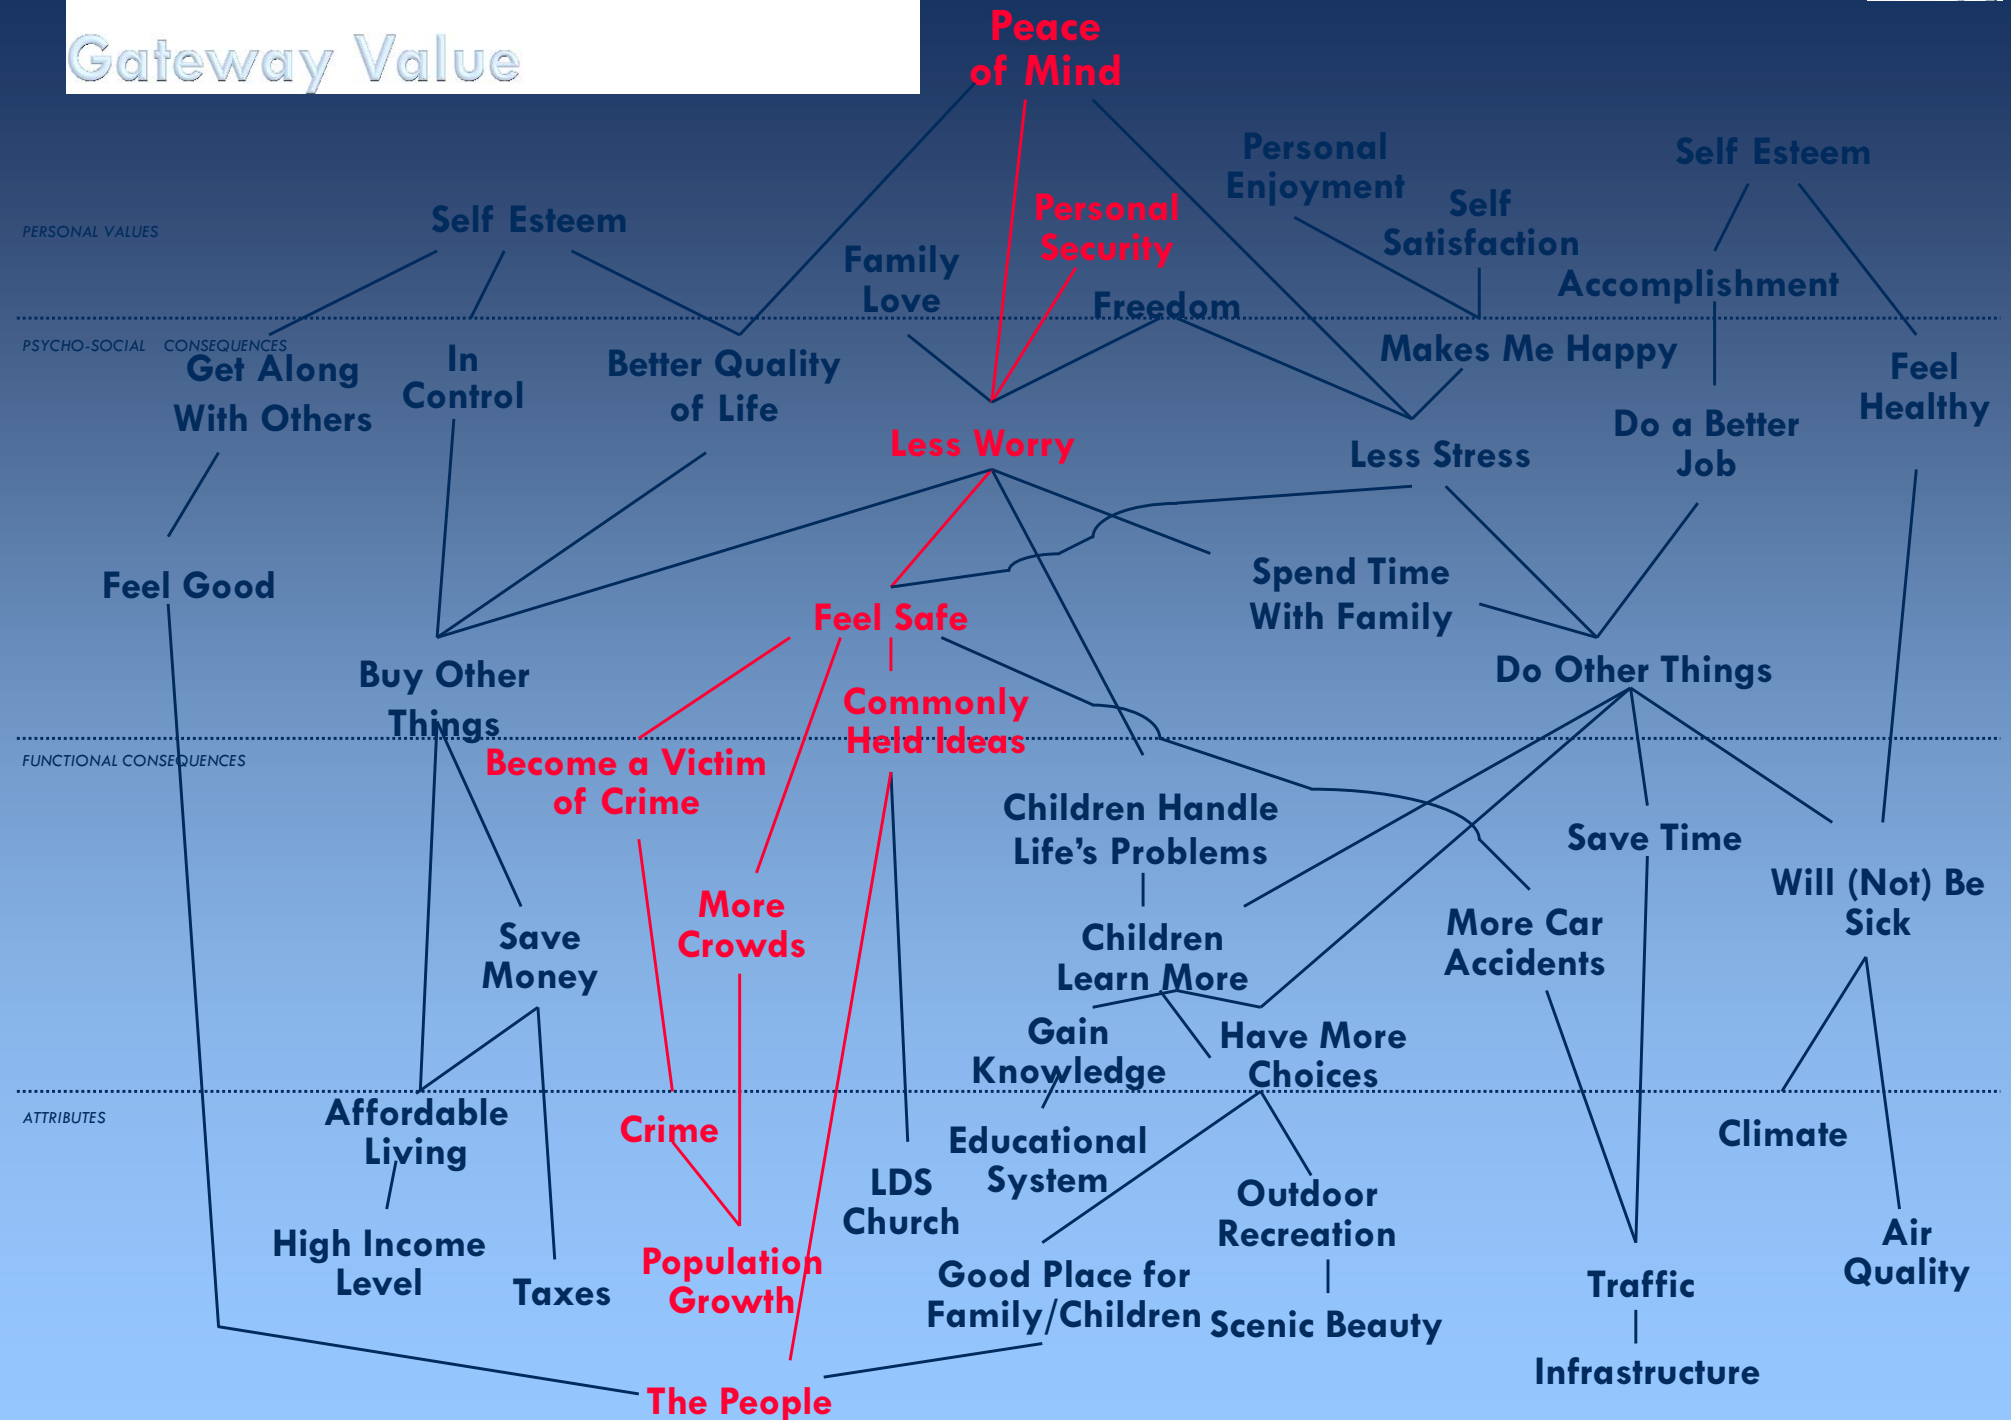 Gateway Value
Peace
of Mind
Personal
Enjoyment
Self Esteem
Self
Satisfaction
Personal
Security
Self Esteem
PERSONAL VALUES
Family
Love
Accomplishment
Freedom
PSYCHO-SOCIAL CONSEQUENCES
Get Along
With Others
In
Control
Better Quality
of Life
Makes Me Happy
Feel
Healthy
Do a Better
Job
Less Worry
Less Stress
Feel Good
Spend Time
With Family
Feel Safe
Buy Other
Things
Do Other Things
Commonly
Held Ideas
FUNCTIONAL CONSEQUENCES
Become a Victim
of Crime
Children Handle
Life's Problems
Save Time
Will (Not) Be
Sick
More
Crowds
More Car
Accidents
Save
Money
Children
Learn More
Gain
Knowledge
Have More
Choices
ATTRIBUTES
Affordable
Living
Crime
Educational
System
Climate
LDS
Church
Outdoor
Recreation
High Income
Level
Taxes
Population
Growth
Good Place for
Family/Children
Scenic Beauty
Traffic
Air
Quality
Infrastructure
The People